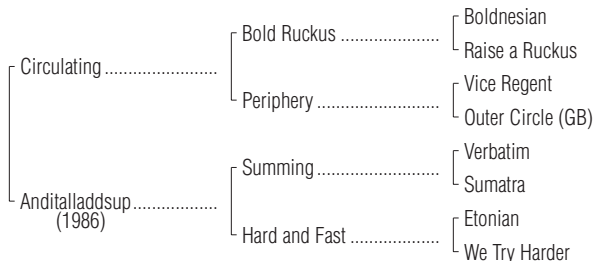 Boldnesian
Bold Ruckus ......................
Raise a Ruckus
Circulating .........................
Vice Regent
Periphery ...........................
Outer Circle (GB)
Verbatim
Summing ...........................
Sumatra
Anditalladdsup...................
(1986)
Etonian
Hard and Fast ....................
We Try Harder